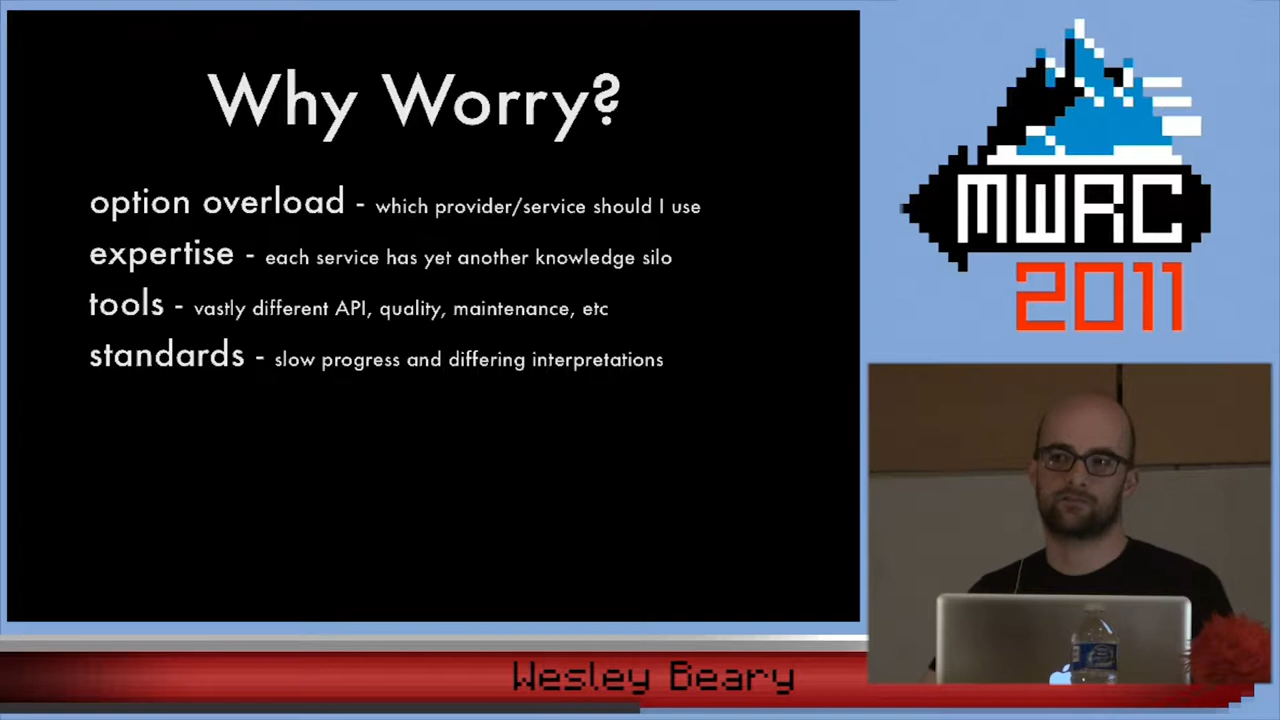 Why Worry?
option overload - which provider/service should I use
expertise - each service has yet another knowledge silo
tools - vastly different API, quality, maintenance, etc
standards - slow progress and differing interpretations
MWRC
2011
Wesley Beary